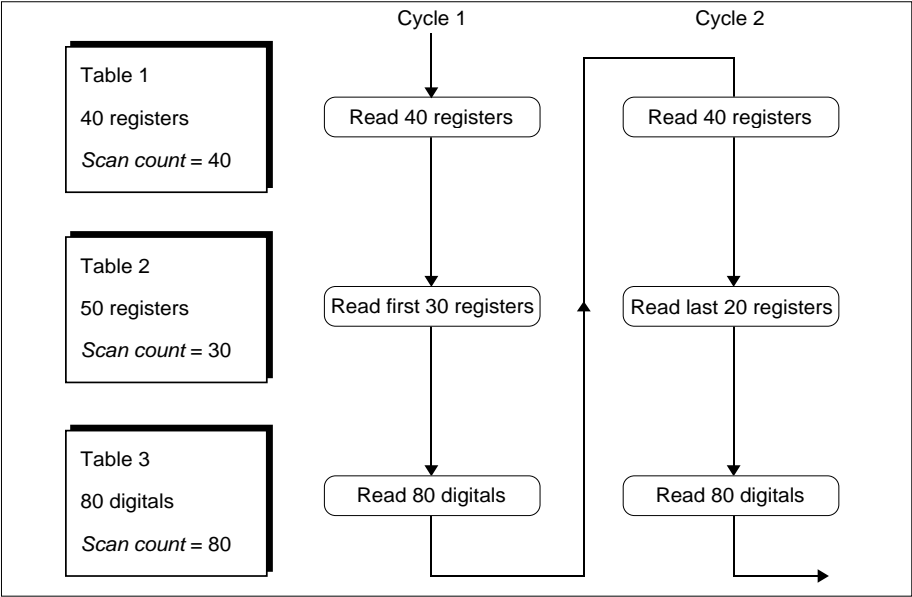 Cycle 1
Cycle 2
Table 1
40 registers
Scan count = 40
Read 40 registers
Read 40 registers
Table 2
50 registers
Scan count = 30
Read first 30 registers
Read last 20 registers
Table 3
80 digitals
Scan count = 80
Read 80 digitals
Read 80 digitals